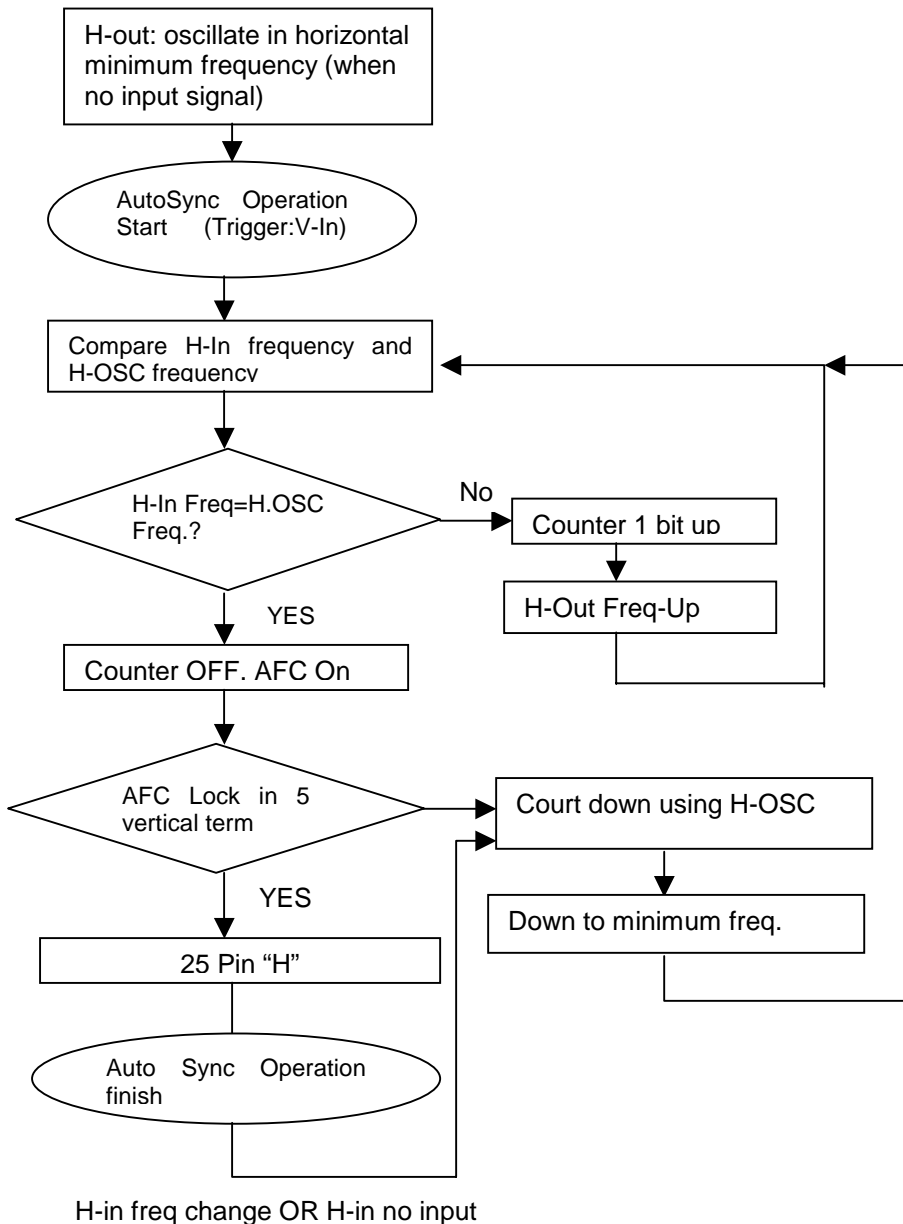 H-out: oscillate in horizontal
minimum frequency (when
no input signal)
AutoSync Operation
Start (Trigger:V-In)
Compare H-In frequency and
H-OSC frequency
H-In Freq=H.OSC
Freq.?
No
Counter 1 bit up
H-Out Freq-Up
YES
Counter OFF. AFC On
AFC Lock in 5
vertical term
Court down using H-OSC
YES
Down to minimum freq.
25 Pin “H”
Auto Sync Operation
finish
H-in freq change OR H-in no input